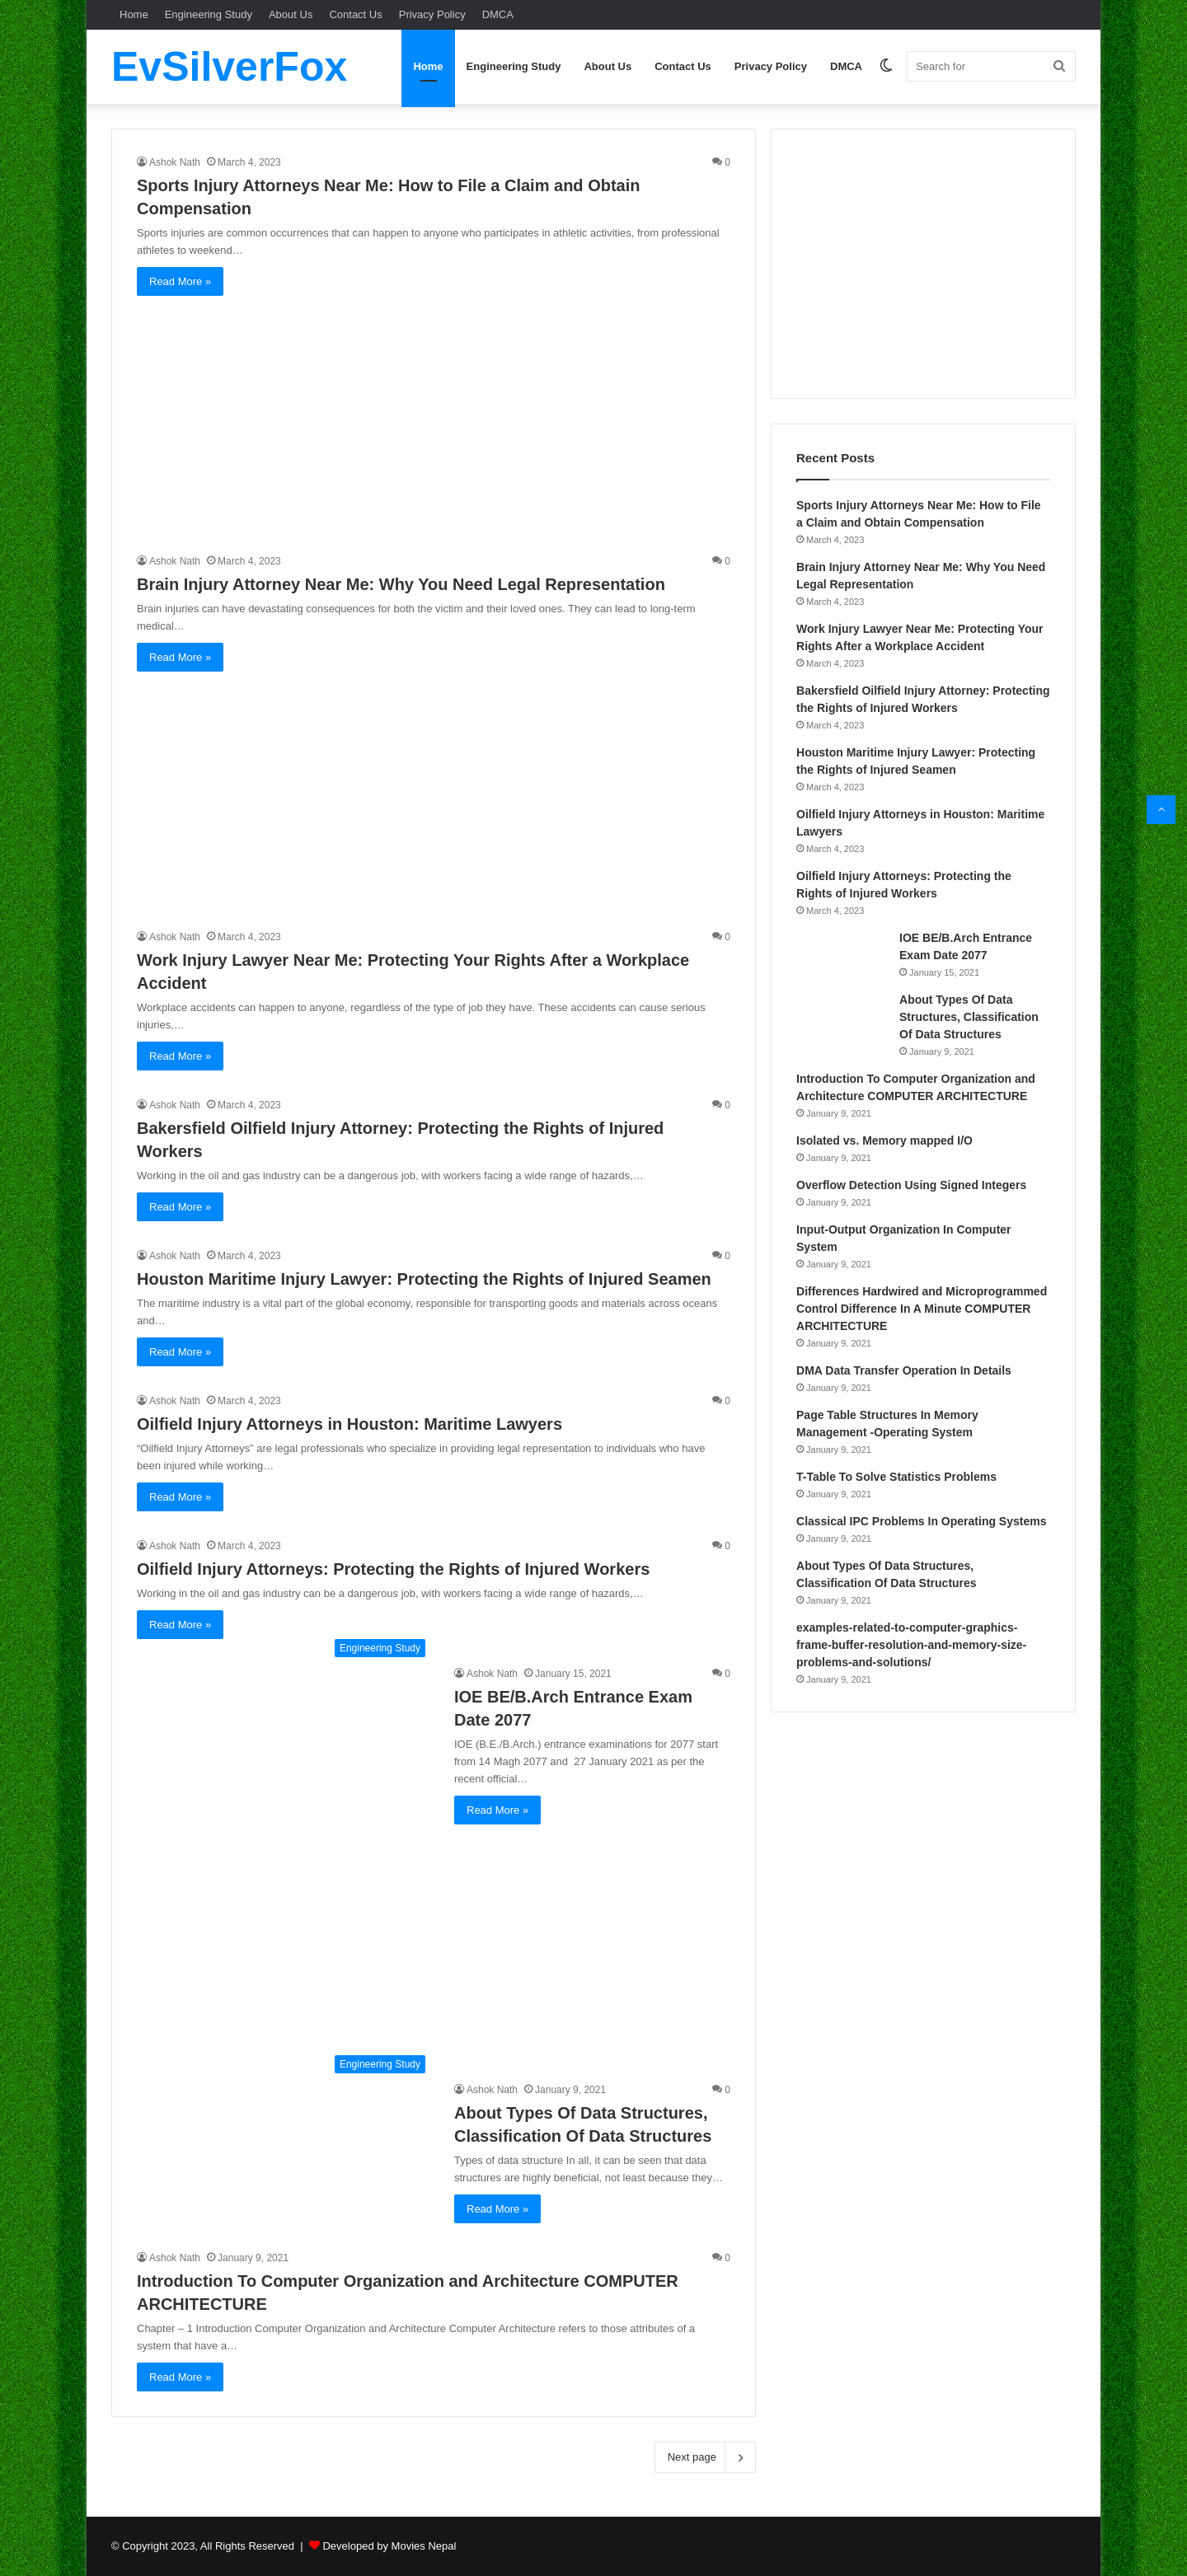 Home Engineering Study About Us Contact Us Privacy Policy DMCA
EvSilverFox
Home Engineering Study About Us Contact Us Privacy Policy DMCA Search for
Ashok Nath March 4, 2023 0
Sports Injury Attorneys Near Me: How to File a Claim and Obtain
Compensation
Sports injuries are common occurrences that can happen to anyone who participates in athletic activities, from professional
athletes to weekend…
Read More »
Ashok Nath March 4, 2023 0
Brain Injury Attorney Near Me: Why You Need Legal Representation
Brain injuries can have devastating consequences for both the victim and their loved ones. They can lead to long-term
medical…
Read More »
Ashok Nath March 4, 2023 0
Work Injury Lawyer Near Me: Protecting Your Rights After a Workplace
Accident
Workplace accidents can happen to anyone, regardless of the type of job they have. These accidents can cause serious
injuries,…
Read More »
Ashok Nath March 4, 2023 0
Bakersfield Oilfield Injury Attorney: Protecting the Rights of Injured
Workers
Working in the oil and gas industry can be a dangerous job, with workers facing a wide range of hazards,…
Read More »
Ashok Nath March 4, 2023 0
Houston Maritime Injury Lawyer: Protecting the Rights of Injured Seamen
The maritime industry is a vital part of the global economy, responsible for transporting goods and materials across oceans
and…
Read More »
Ashok Nath March 4, 2023 0
Oilfield Injury Attorneys in Houston: Maritime Lawyers
“Oilfield Injury Attorneys” are legal professionals who specialize in providing legal representation to individuals who have
been injured while working…
Read More »
Ashok Nath March 4, 2023 0
Oilfield Injury Attorneys: Protecting the Rights of Injured Workers
Working in the oil and gas industry can be a dangerous job, with workers facing a wide range of hazards,…
Read More »
Engineering Study
Ashok Nath January 15, 2021 0
IOE BE/B.Arch Entrance Exam
Date 2077
IOE (B.E./B.Arch.) entrance examinations for 2077 start
from 14 Magh 2077 and 27 January 2021 as per the
recent official…
Read More »
Engineering Study
Ashok Nath January 9, 2021 0
About Types Of Data Structures,
Classification Of Data Structures
Types of data structure In all, it can be seen that data
structures are highly beneficial, not least because they…
Read More »
Ashok Nath January 9, 2021 0
Introduction To Computer Organization and Architecture COMPUTER
ARCHITECTURE
Chapter – 1 Introduction Computer Organization and Architecture Computer Architecture refers to those attributes of a
system that have a…
Read More »
Next page
Recent Posts
Sports Injury Attorneys Near Me: How to File
a Claim and Obtain Compensation
March 4, 2023
Brain Injury Attorney Near Me: Why You Need
Legal Representation
March 4, 2023
Work Injury Lawyer Near Me: Protecting Your
Rights After a Workplace Accident
March 4, 2023
Bakersfield Oilfield Injury Attorney: Protecting
the Rights of Injured Workers
March 4, 2023
Houston Maritime Injury Lawyer: Protecting
the Rights of Injured Seamen
March 4, 2023
Oilfield Injury Attorneys in Houston: Maritime
Lawyers
March 4, 2023
Oilfield Injury Attorneys: Protecting the
Rights of Injured Workers
March 4, 2023
IOE BE/B.Arch Entrance
Exam Date 2077
January 15, 2021
About Types Of Data
Structures, Classification
Of Data Structures
January 9, 2021
Introduction To Computer Organization and
Architecture COMPUTER ARCHITECTURE
January 9, 2021
Isolated vs. Memory mapped I/O
January 9, 2021
Overflow Detection Using Signed Integers
January 9, 2021
Input-Output Organization In Computer
System
January 9, 2021
Differences Hardwired and Microprogrammed
Control Difference In A Minute COMPUTER
ARCHITECTURE
January 9, 2021
DMA Data Transfer Operation In Details
January 9, 2021
Page Table Structures In Memory
Management -Operating System
January 9, 2021
T-Table To Solve Statistics Problems
January 9, 2021
Classical IPC Problems In Operating Systems
January 9, 2021
About Types Of Data Structures,
Classification Of Data Structures
January 9, 2021
examples-related-to-computer-graphics-
frame-buffer-resolution-and-memory-size-
problems-and-solutions/
January 9, 2021
© Copyright 2023, All Rights Reserved | Developed by Movies Nepal